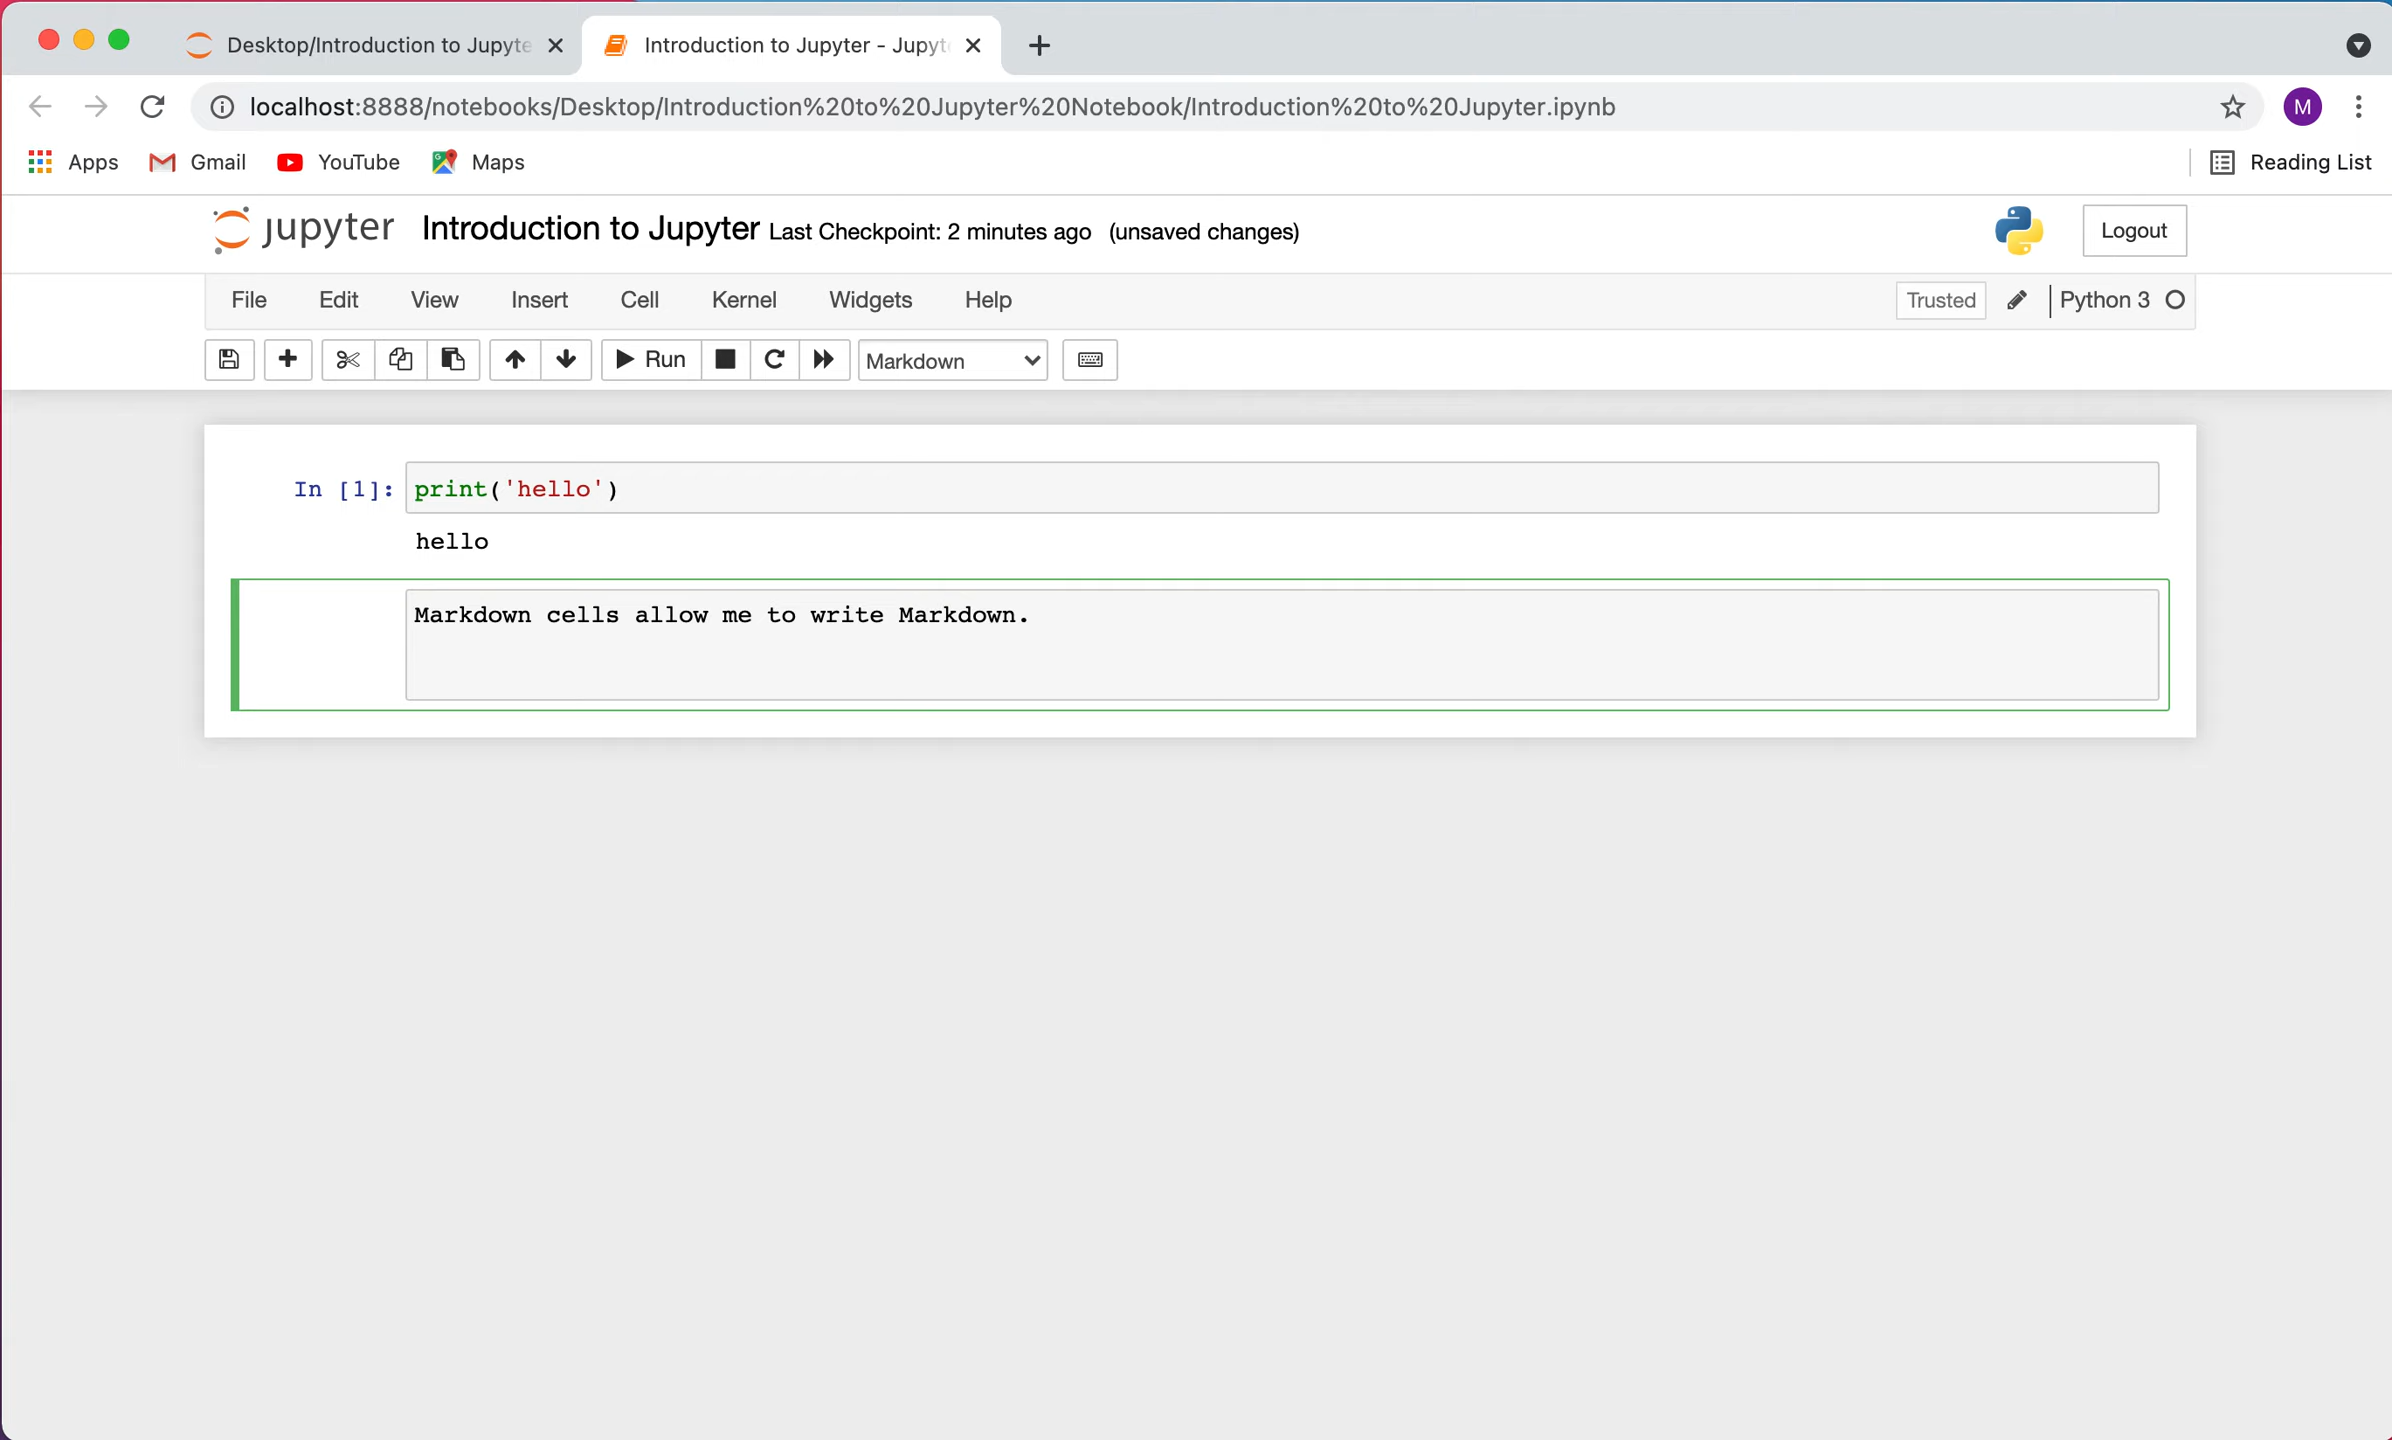 Desktop/Introduction to Jupyte
Introduction to Jupyter - Jupyt
localhost:8888/notebooks/Desktop/Introduction%20to%20Jupyter%20Notebook/Introduction%20to%20Jupyter.ipynb
M
Apps Gmail YouTube Maps Reading List
jupyter Introduction to Jupyter Last Checkpoint: 2 minutes ago (unsaved changes) Logout
File Edit View Insert Cell Kernel Widgets Help Trusted Python 3
Run Markdown
In [1]: print('hello')
hello
Markdown cells allow me to write Markdown.